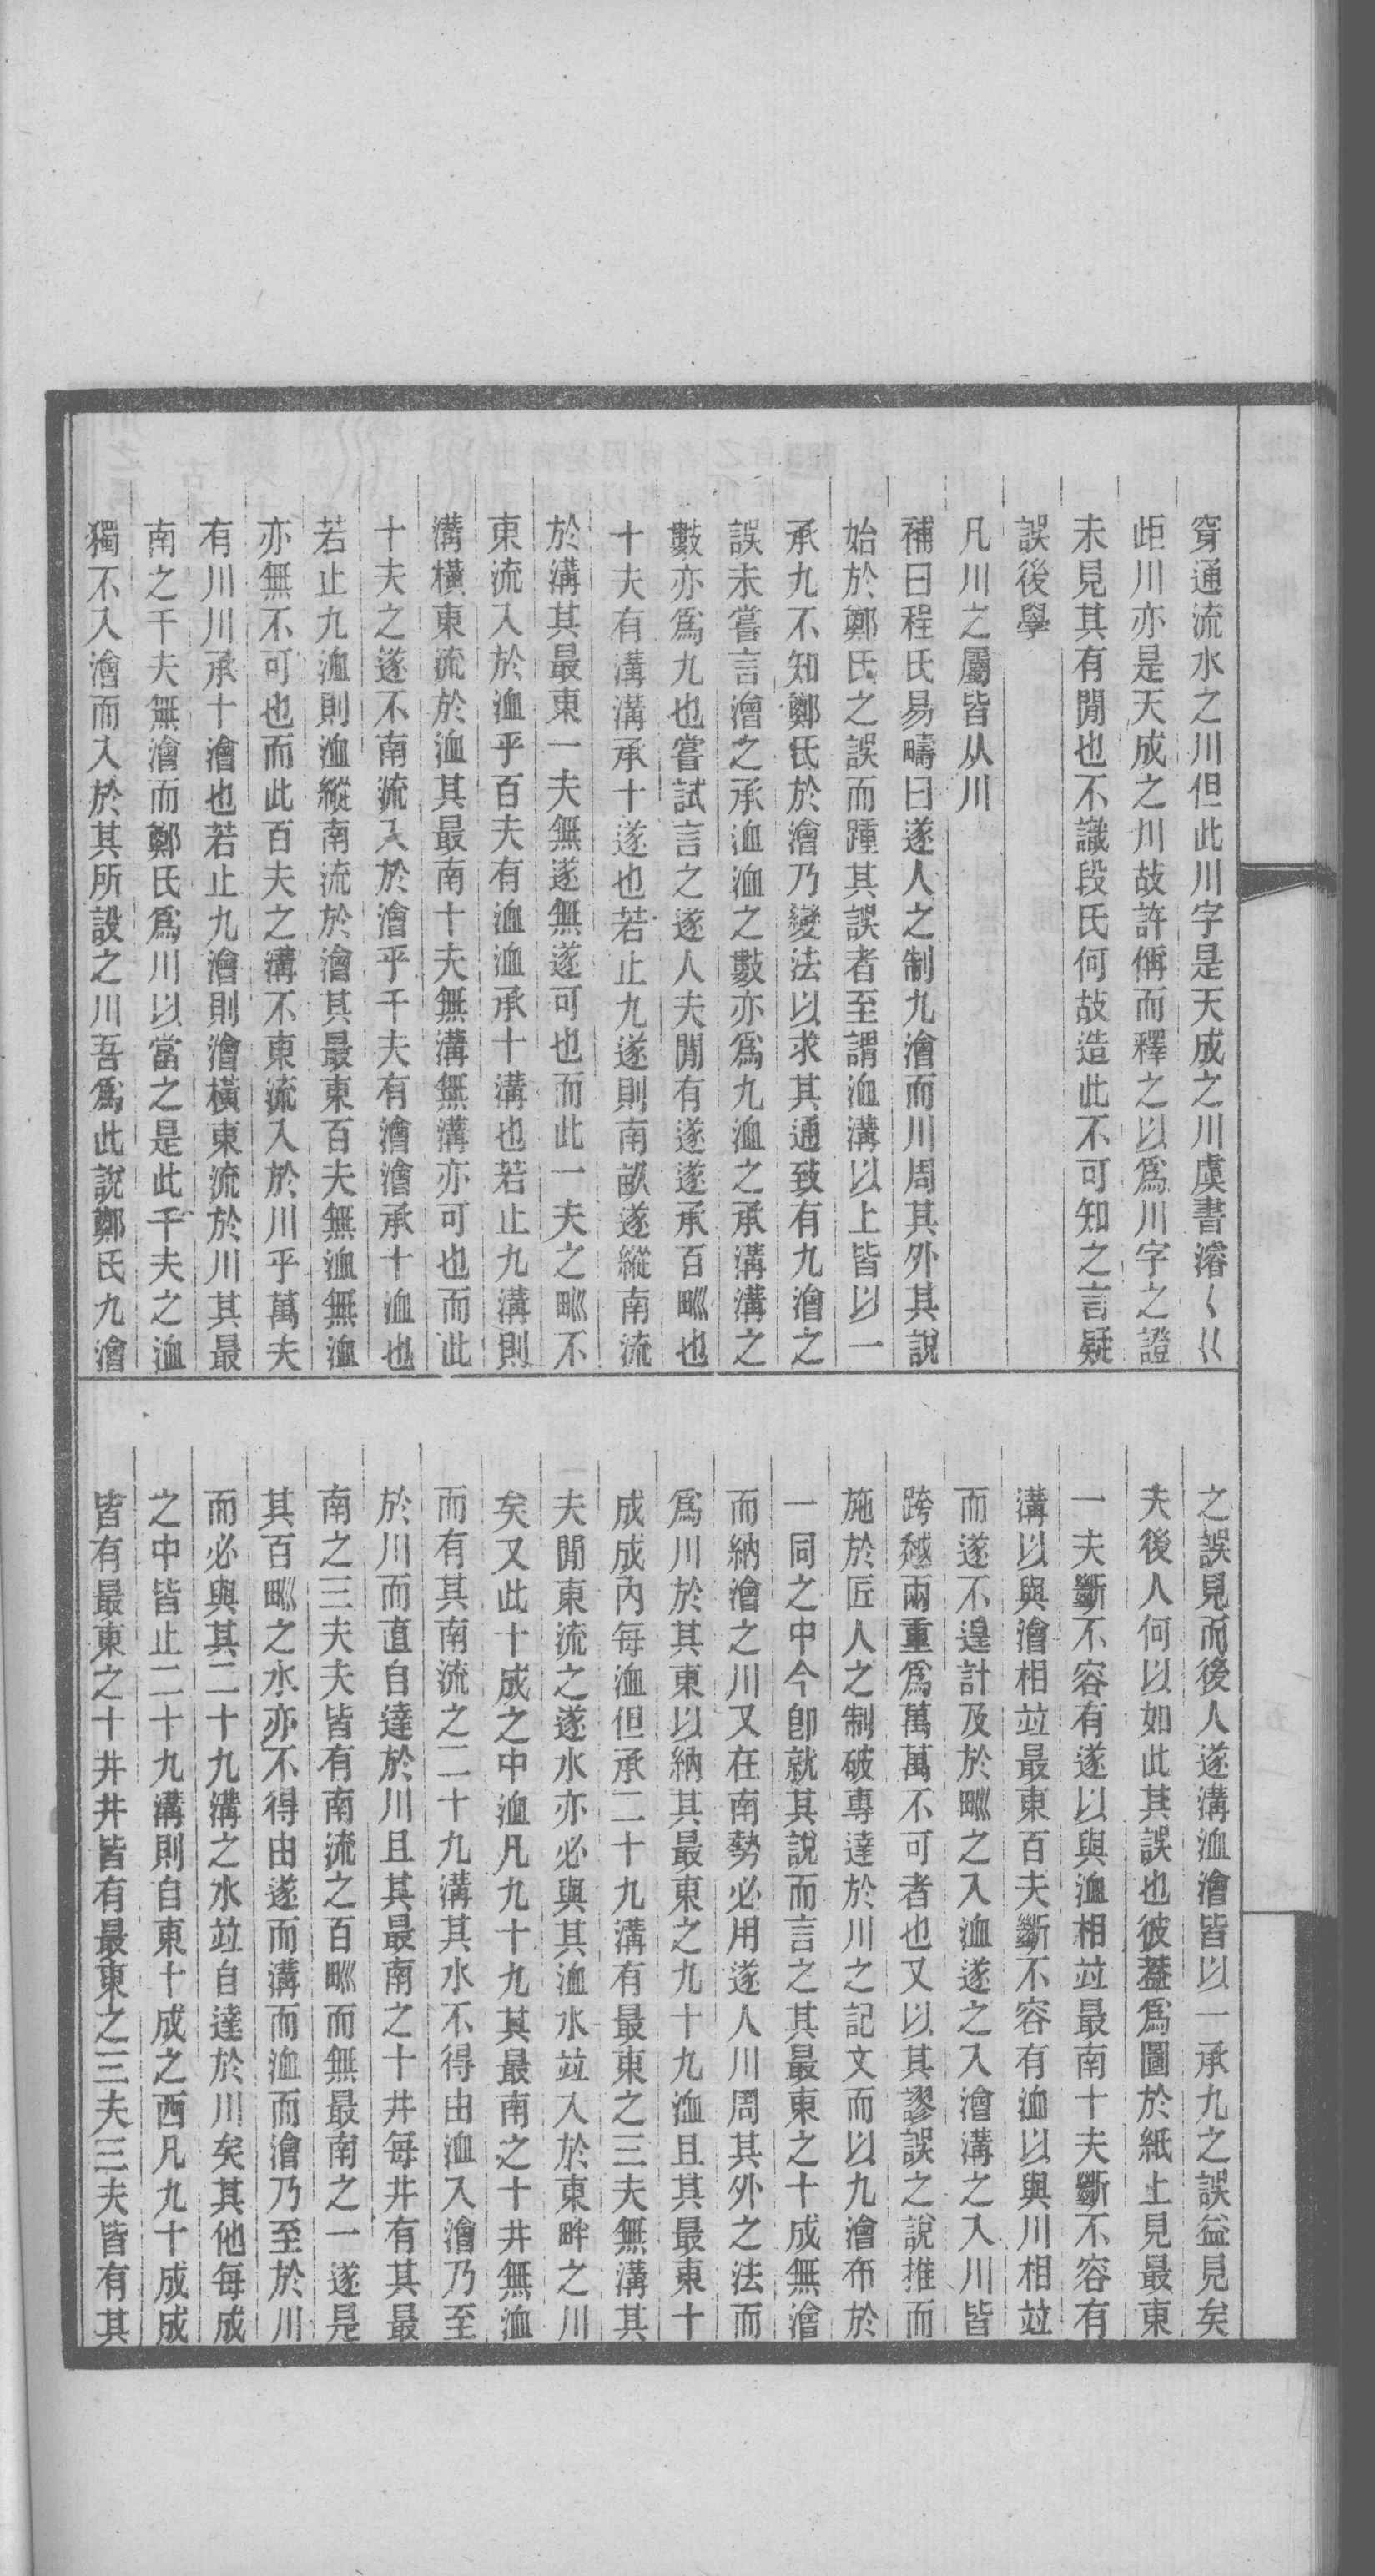 穿通流水之川但此川字是天成之川虞書濬〈巜
歫川亦是天成之川故許偁而釋之以爲川字之證
未見其有閒也不識段氏何故造此不可知之言疑
誤後學
凡川之屬皆从川
補曰程氏易疇曰遂人之制九澮而川周其外其說
始於鄭氏之誤而踵其誤者至謂洫溝以上皆以一
承九不知鄭氏於澮乃變法以求其通致有九澮之
誤未嘗言澮之承洫洫之數亦爲九洫之承溝溝之
數亦爲九也嘗試言之遂人夫閒有遂遂承百甽也
十夫有溝溝承十遂也若止九遂則南畝遂縱南流
於溝其最東一夫無遂無遂可也而此一夫之甽不
東流入於洫乎百夫有洫洫承十溝也若止九溝則
溝橫東流於洫其最南十夫無溝無溝亦可也而此
十夫之遂不南流入於澮乎千夫有澮澮承十洫也
若止九洫則洫縱南流於澮其最東百夫無洫無洫
亦無不可也而此百夫之溝不東流入於川乎萬夫
有川川承十澮也若止九澮則澮橫東流於川其最
南之千夫無澮而鄭氏爲川以當之是此千夫之洫
獨不入澮而入於其所設之川吾爲此說鄭氏九澮
之誤見而後人遂溝洫澮皆以一承九之誤益見矣
夫後人何以如此其誤也彼葢爲圖於紙上見最東
一夫斷不容有遂以與洫相竝最南十夫斷不容有
溝以與澮相竝最東百夫斷不容有洫以與川相竝
而遂不遑計及於甽之入洫遂之入澮溝之入川皆
跨越兩重爲萬萬不可者也又以其謬誤之說推而
施於匠人之制破專達於川之記文而以九澮布於
一同之中今卽就其說而言之其最東之十成無澮
而納澮之川又在南勢必用遂人川周其外之法而
爲川於其東以納其最東之九十九洫且其最東十
成成內每洫但承二十九溝有最東之三夫無溝其
夫閒東流之遂水亦必與其洫水竝入於東畔之川
矣又此十成之中洫凡九十九其最南之十井無洫
而有其南流之二十九溝其水不得由洫入澮乃至
於川而直自達於川且其最南之十井每井有其最
南之三夫夫皆有南流之百甽而無最南之一遂是
其百甽之水亦不得由遂而溝而洫而澮乃至於川
而必與其二十九溝之水竝自達於川矣其他每成
之中皆止二十九溝則自東十成之西凡九十成成
皆有最東之十井井皆有最東之三夫三夫皆有其